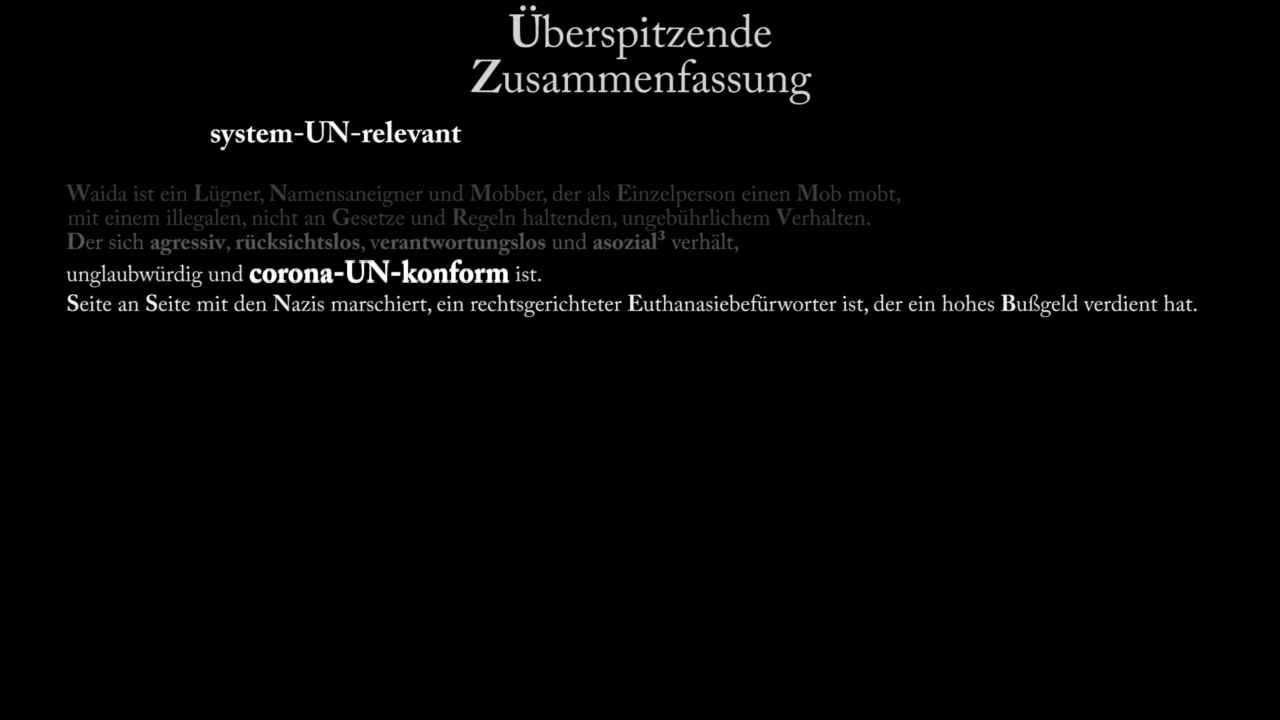 Überspitzende
Zusammenfassung
system-UN-relevant
Waida ist ein Lügner, Namensaneigner und Mobber, der als Einzelperson einen Mob mobt,
mit einem illegalen, nicht an Gesetze und Regeln haltenden, ungebührlichem Verhalten.
Der sich agressiv, rücksichtslos, verantwortungslos und asozial³ verhält,
unglaubwürdig und corona-UN-konform ist.
Seite an Seite mit den Nazis marschiert, ein rechtsgerichteter Euthanasiebefürworter ist, der ein hohes Bußgeld verdient hat.